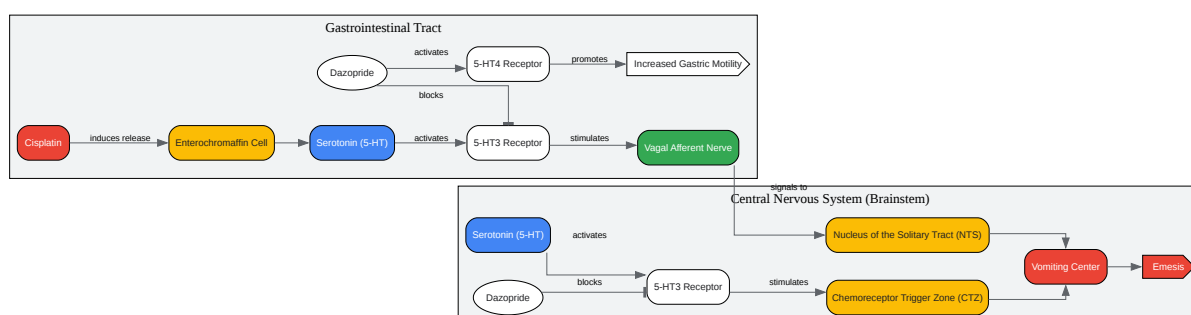 Gastrointestinal Tract
activates
5-HT4 Receptor
promotes
Increased Gastric Motility
Dazopride
blocks
Cisplatin
induces release
Enterochromaffin Cell
Serotonin (5-HT)
activates
5-HT3 Receptor
stimulates
Vagal Afferent Nerve
signals to
Central Nervous System (Brainstem)
Serotonin (5-HT)
activates
Nucleus of the Solitary Tract (NTS)
Vomiting Center
Emesis
blocks
5-HT3 Receptor
stimulates
Dazopride
Chemoreceptor Trigger Zone (CTZ)